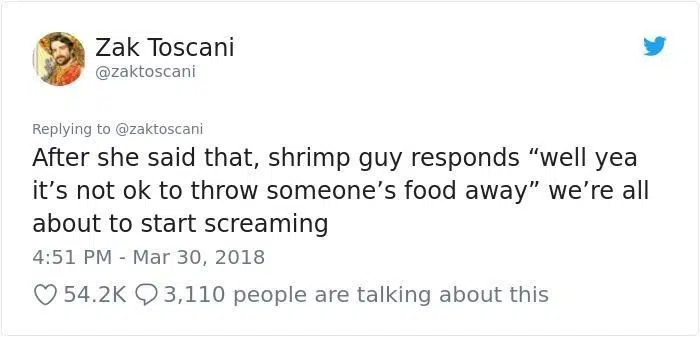 Zak Toscani
@zaktoscani
Replying to @zaktoscani
After she said that, shrimp guy responds “well yea
it’s not ok to throw someone’s food away” we’re all
about to start screaming
4:51 PM - Mar 30, 2018
54.2K 3,110 people are talking about this